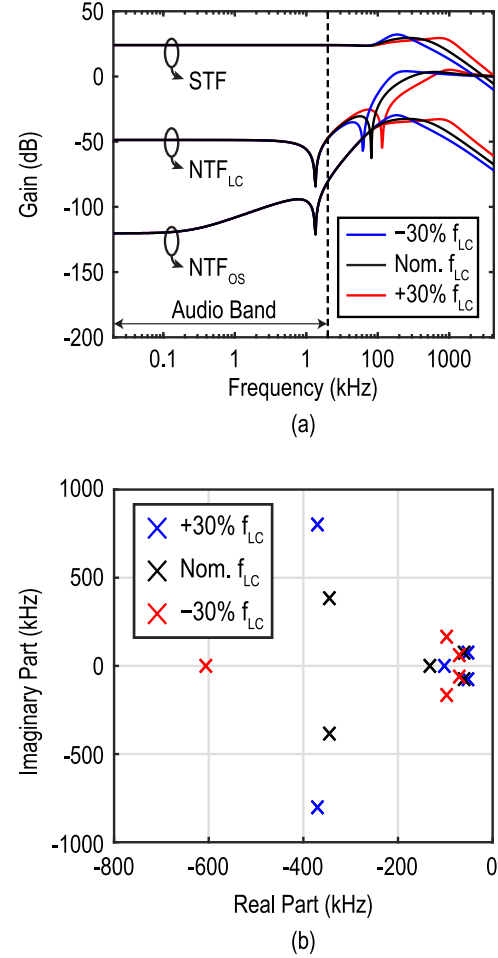 50
0
-50
-100
-150
-200
Gain (dB)
STF
NTF_LC
NTF_OS
−30% f_LC
Nom. f_LC
+30% f_LC
Audio Band
0.1 1 1 100 1000
Frequency (kHz)
(a)
1000
500
0
-500
-1000
Imaginary Part (kHz)
+30% f_LC
Nom. f_LC
−30% f_LC
-800 -600 -400 -200 0
Real Part (kHz)
(b)